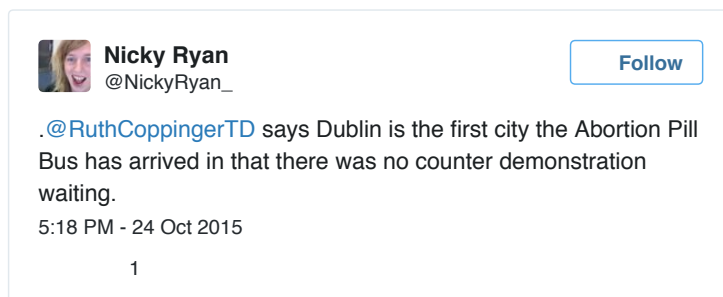 Nicky Ryan
@NickyRyan_
Follow
.@RuthCoppingerTD says Dublin is the first city the Abortion Pill
Bus has arrived in that there was no counter demonstration
waiting.
5:18 PM - 24 Oct 2015
1